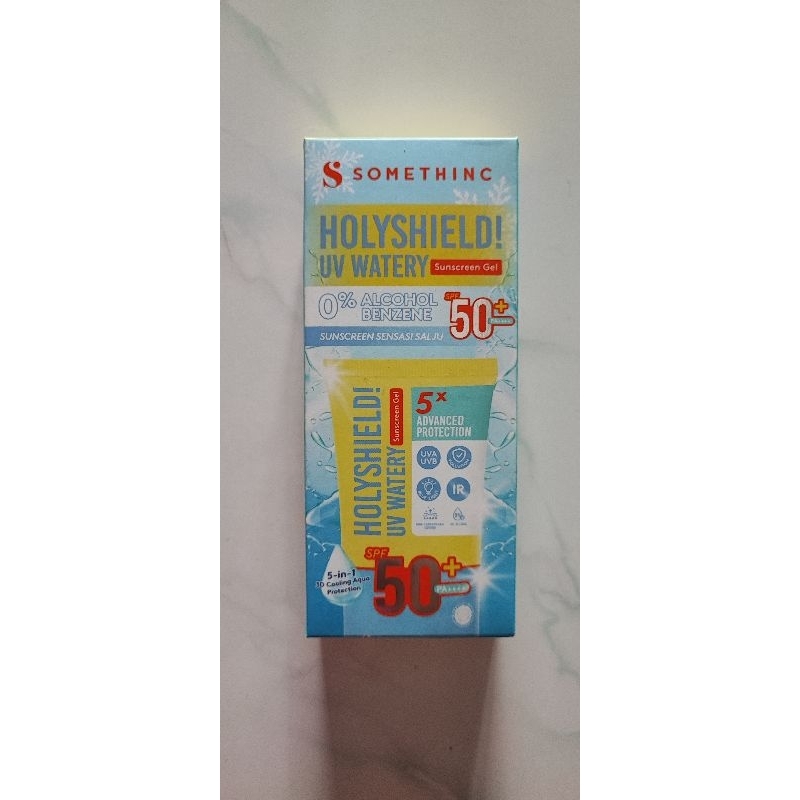 S SOMETHINC
HOLYSHIELD!
UV WATERY Sunscreen Gel
0% ALCOHOL
BENZENE
SPF 50+
SUNSCREEN SENSASI SALJU
HOLYSHIELD!
UV WATERY Sunscreen Gel
5x
ADVANCED
PROTECTION
UVA
UVB
IR
5-in-1
3D Cooling Aqua
Protection
SPF
50+
PA++++